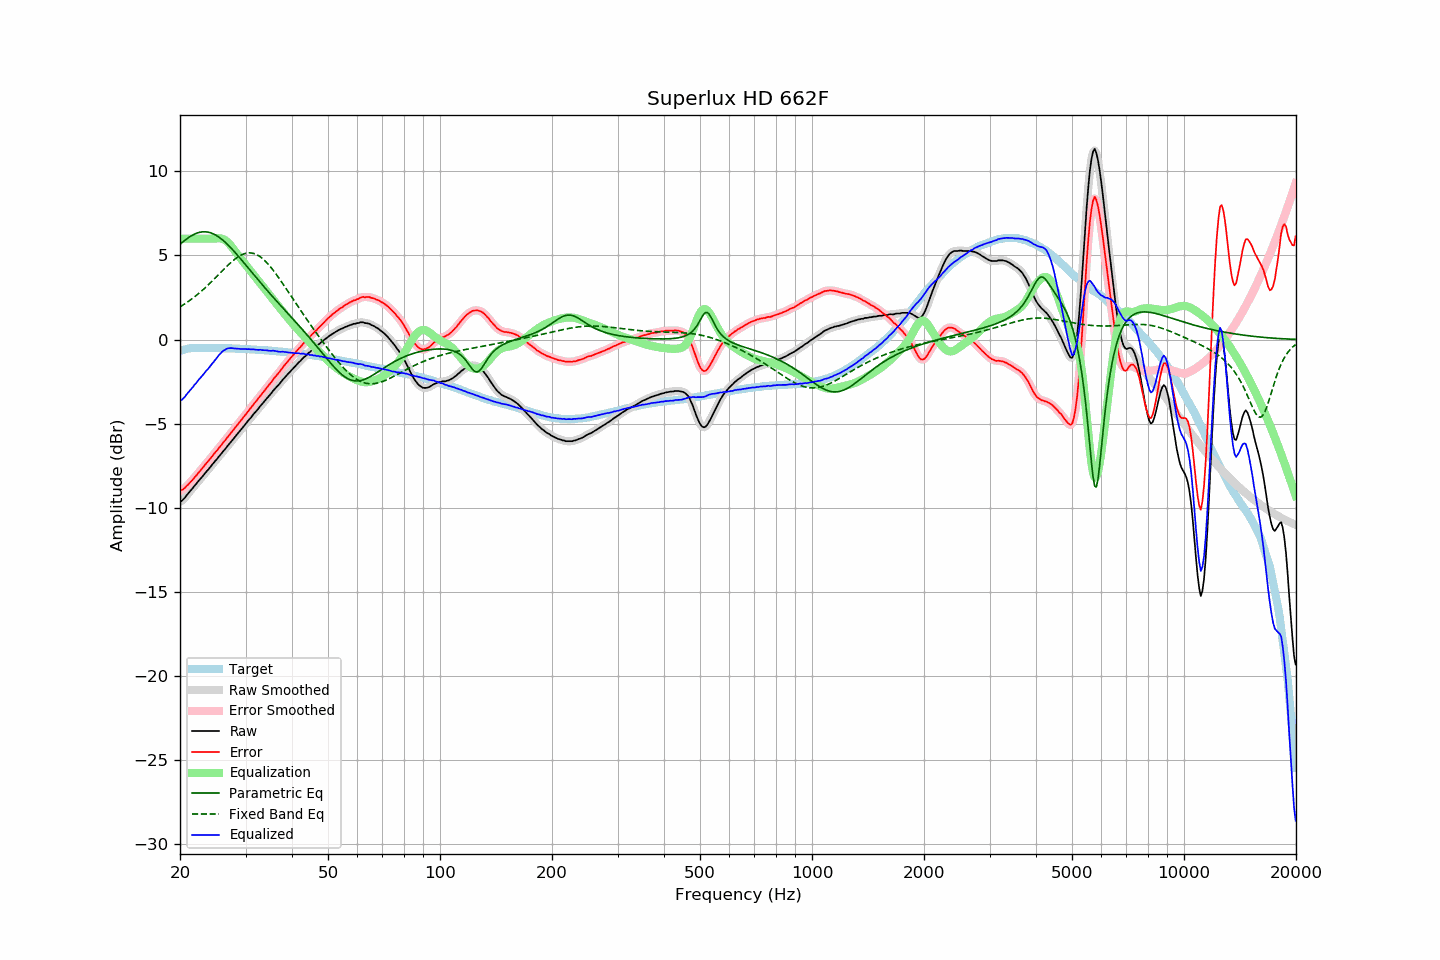 Superlux HD 662F
10
5
0
−5
−10
−15
−20
−25
−30
Amplitude (dBr)
Target
Raw Smoothed
Error Smoothed
Raw
Error
Equalization
Parametric Eq
Fixed Band Eq
Equalized
20 50 100 200 500 1000 2000 5000 10000 20000
Frequency (Hz)